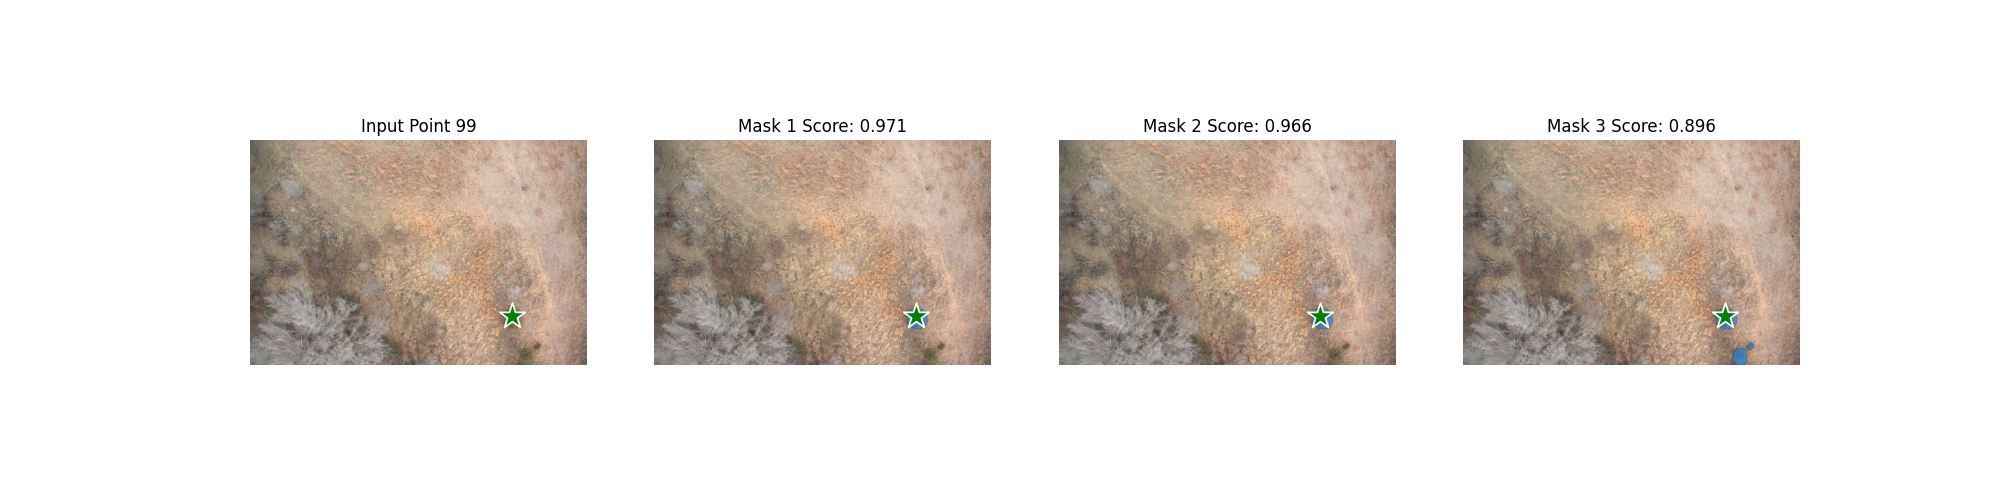 Input Point 99
Mask 1 Score: 0.971
Mask 2 Score: 0.966
Mask 3 Score: 0.896